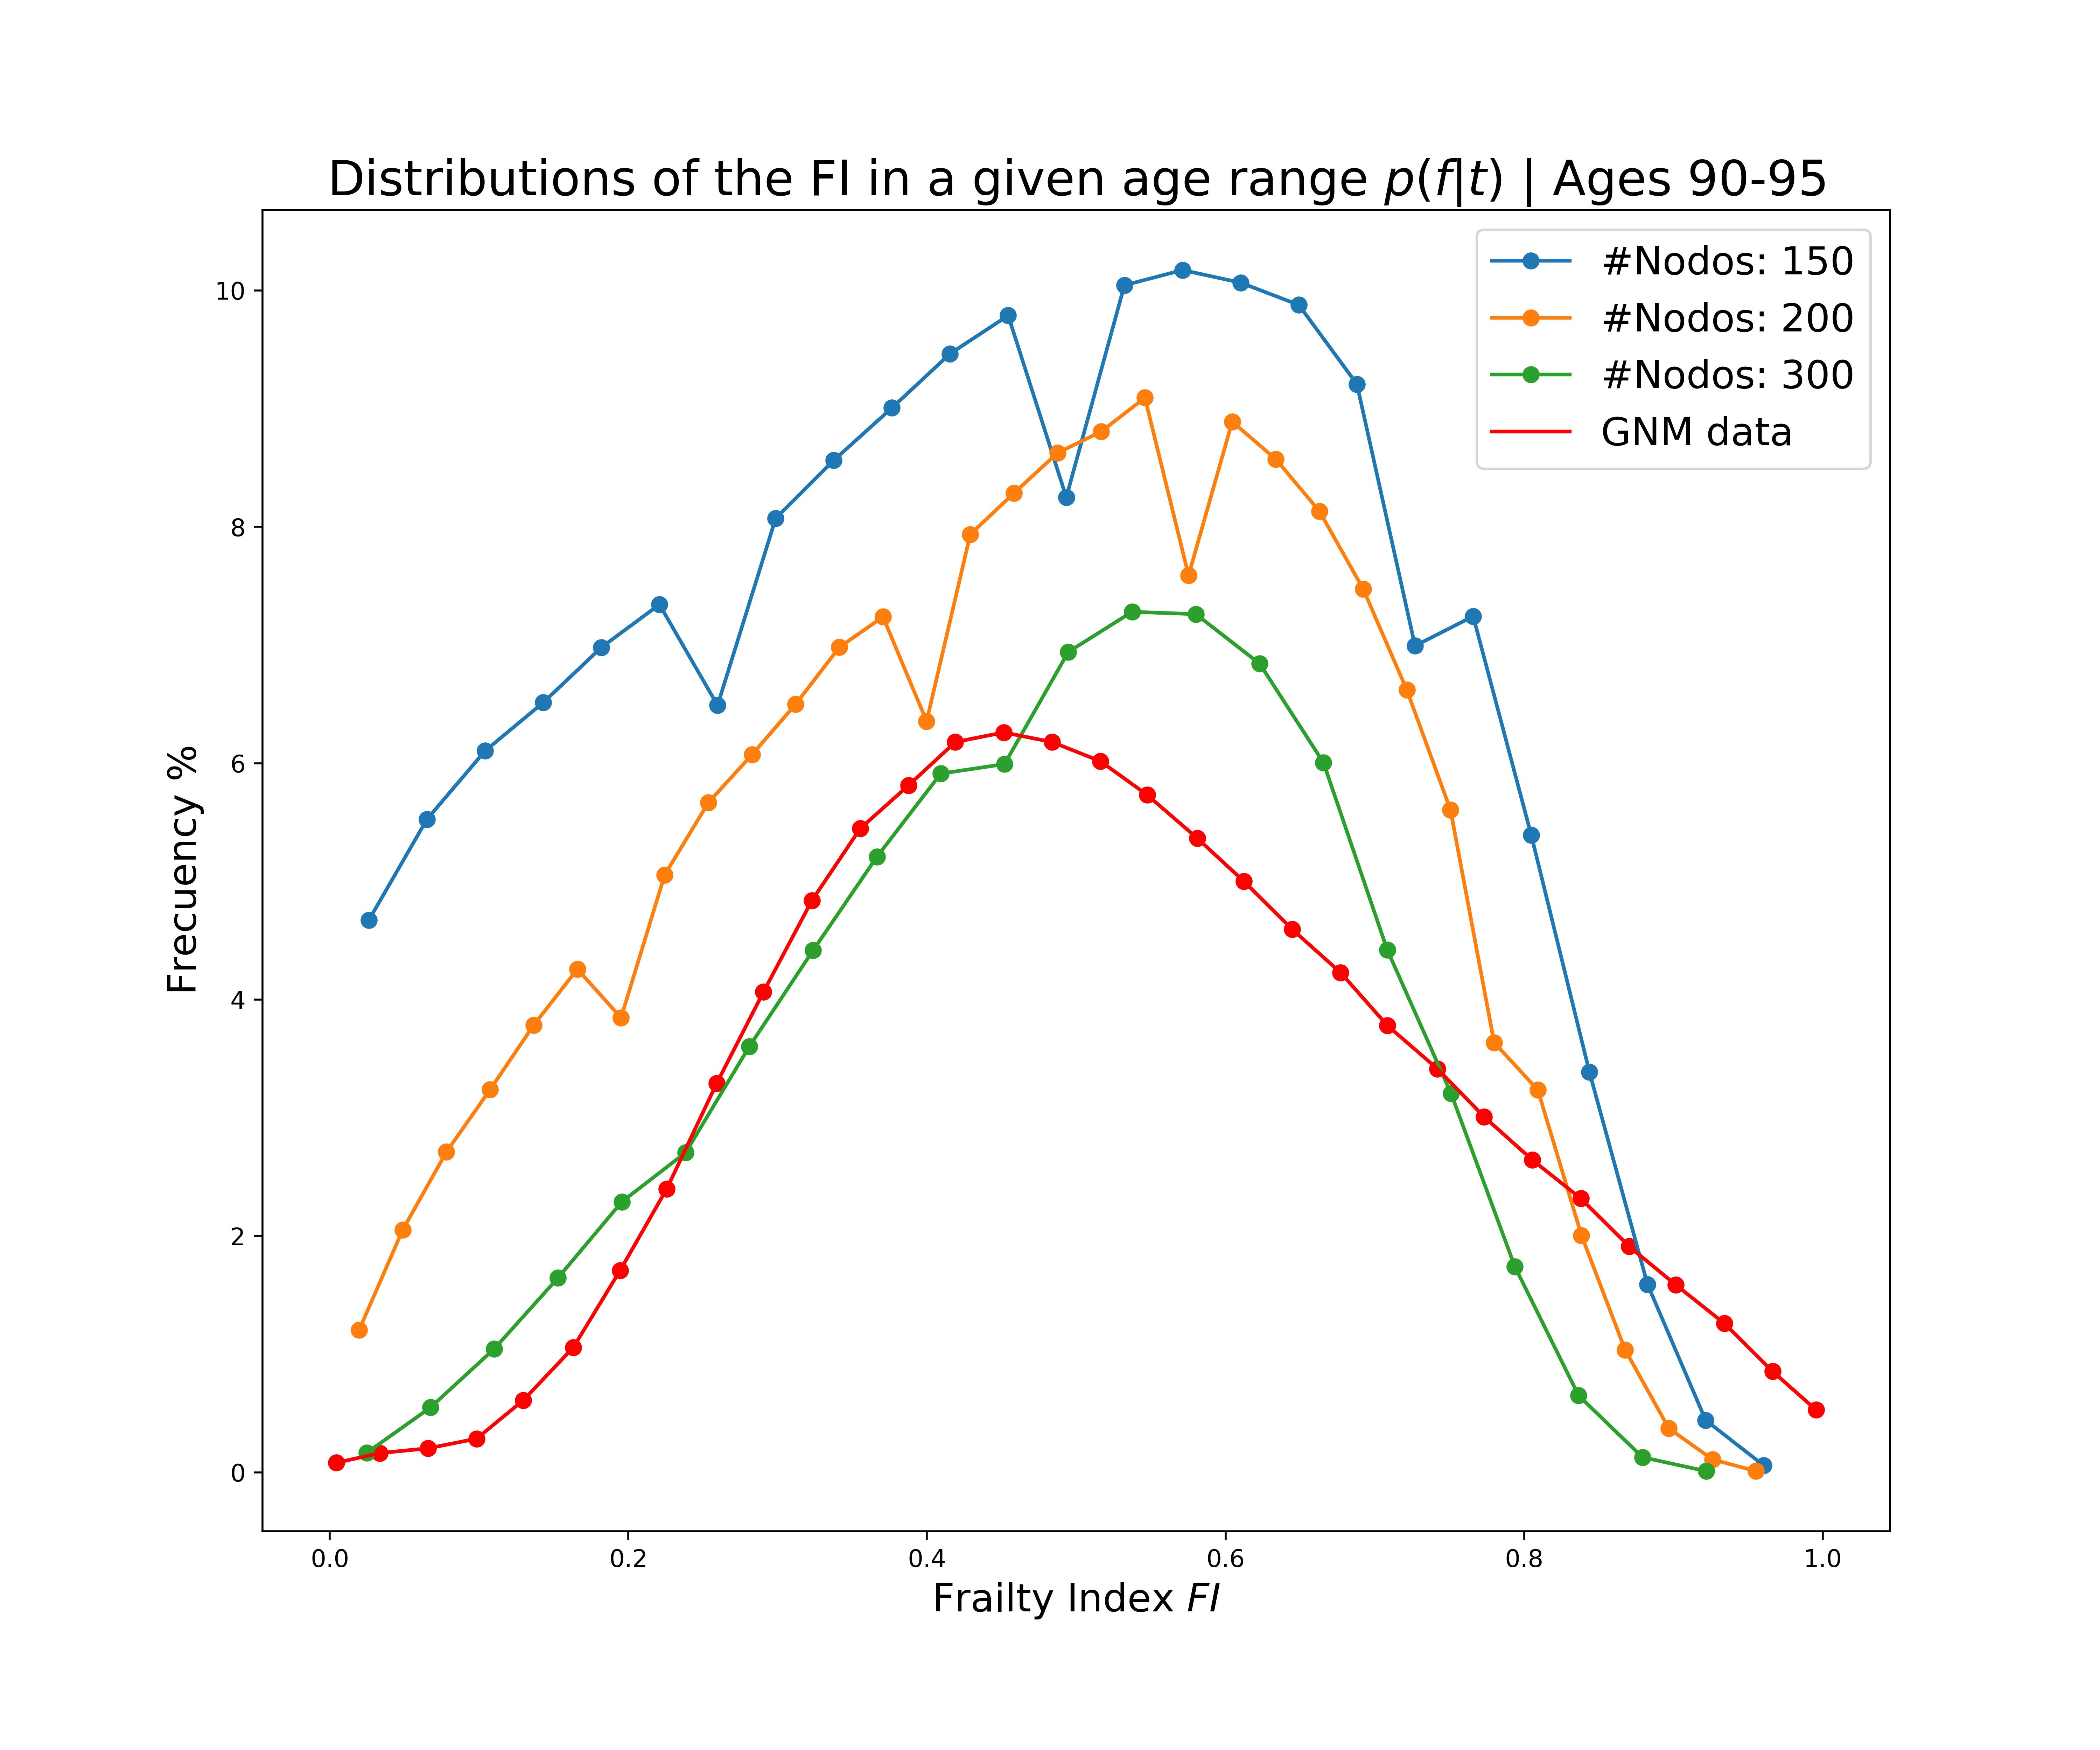 Distributions of the FI in a given age range p(f|t) | Ages 90-95
#Nodos: 150
#Nodos: 200
#Nodos: 300
GNM data
Frecuency %
10
8
6
4
2
0
0.0 0.2 0.4 0.6 0.8 1.0
Frailty Index FI